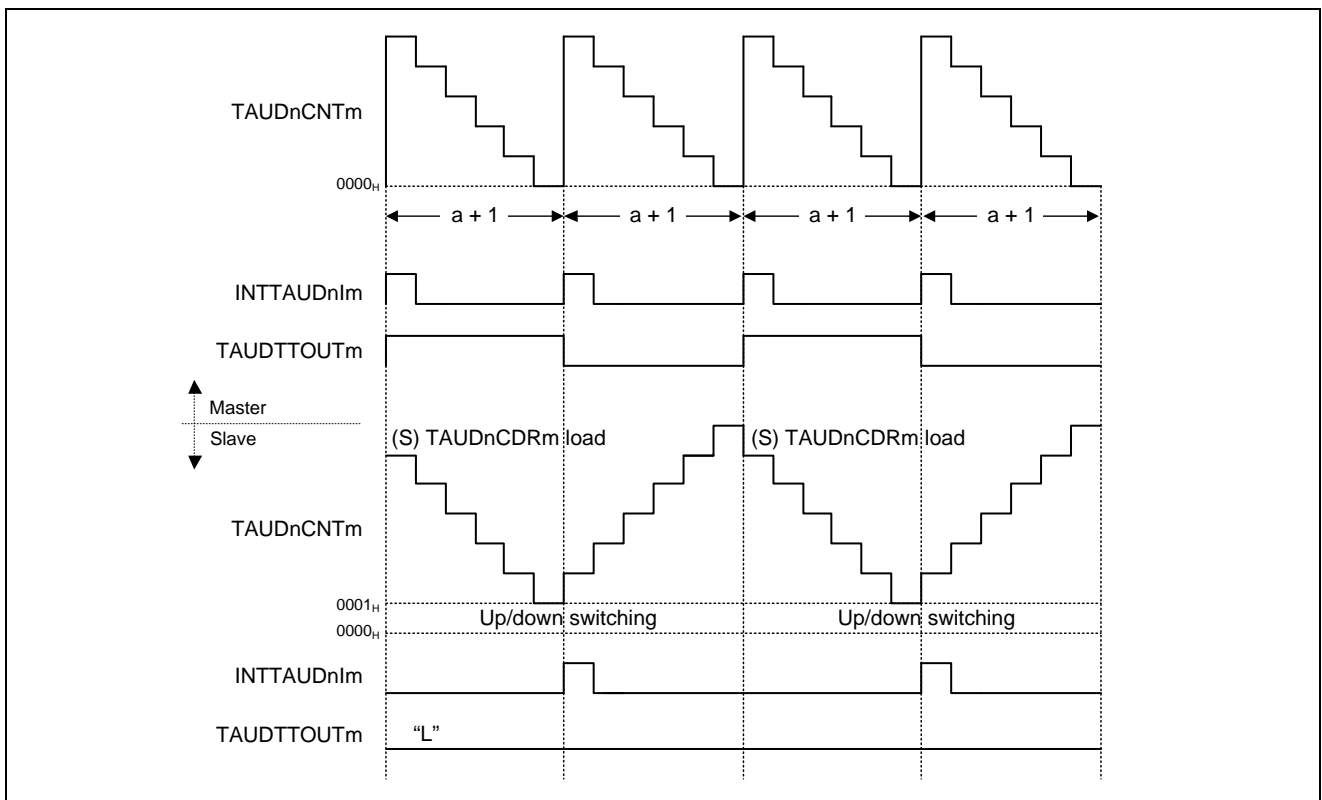 TAUDnCNTm
0000H
a + 1 a + 1 a + 1 a + 1
INTTAUDnIm
TAUDTTOUTm
Master
Slave
(S) TAUDnCDRm load (S) TAUDnCDRm load
TAUDnCNTm
0001H
Up/down switching Up/down switching
0000H
INTTAUDnIm
TAUDTTOUTm "L"